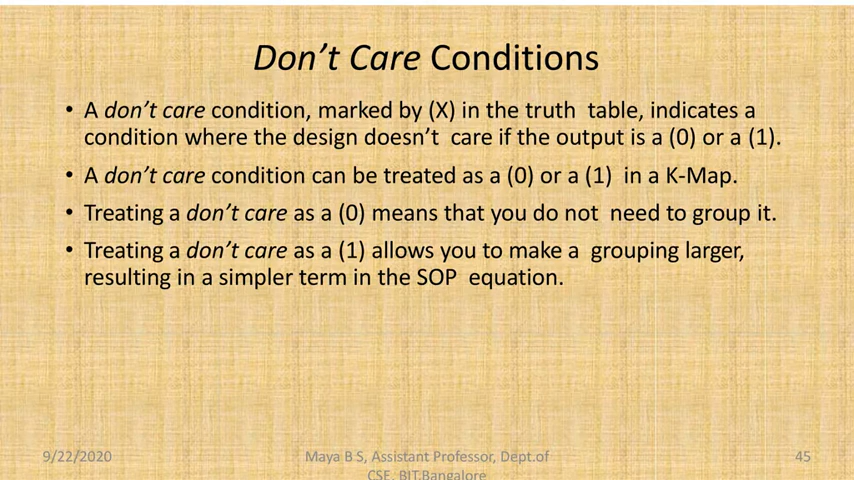 Don't Care Conditions
• A don't care condition, marked by (X) in the truth table, indicates a
condition where the design doesn't care if the output is a (0) or a (1).
• A don't care condition can be treated as a (0) or a (1) in a K-Map.
• Treating a don't care as a (0) means that you do not need to group it.
• Treating a don't care as a (1) allows you to make a grouping larger,
resulting in a simpler term in the SOP equation.
9/22/2020
Maya B S, Assistant Professor, Dept.of
CSE, BIT,Bangalore
45